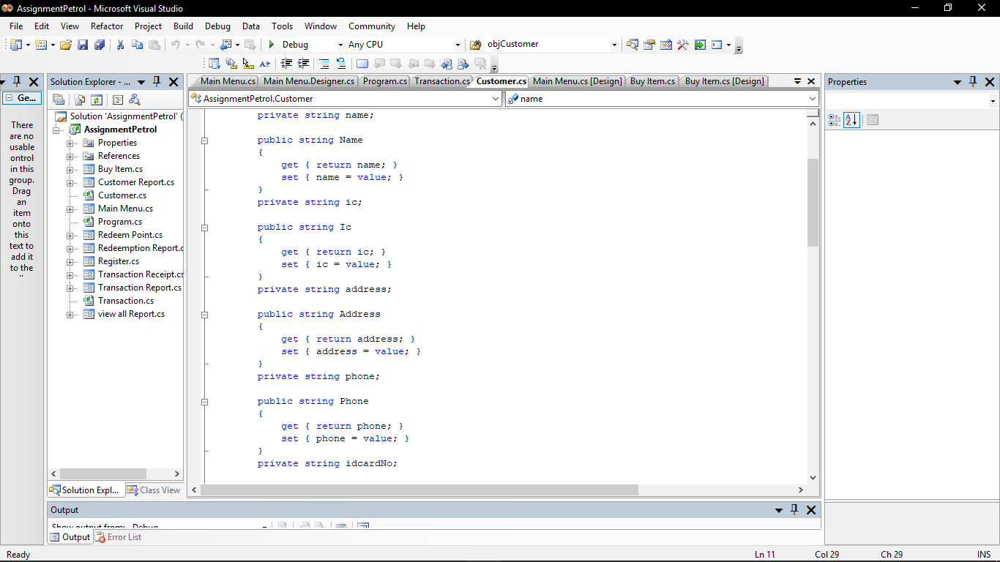 AssignmentPetrol - Microsoft Visual Studio
File Edit View Refactor Project Build Debug Data Tools Window Community Help
Debug Any CPU objCustomer
Ge...
There
are no
usable
in this
group.
Drag
an
item
onto
this
text to
add it
to the
Solution Explorer - ...
Solution 'AssignmentPetrol' (
AssignmentPetrol
Properties
References
Buy Item.cs
Customer Report.cs
Customer.cs
Main Menu.cs
Program.cs
Redeem Point.cs
Redemption Report.c
Register.cs
Transaction Receipt.cs
Transaction Report.cs
Transaction.cs
view all Report.cs
Solution Expl... Class View
Main Menu.cs Main Menu.Designer.cs Program.cs Transaction.cs Customer.cs Main Menu.cs [Design] Buy Item.cs Buy Item.cs [Design]
AssignmentPetrol.Customer name
private string name;
public string Name
{
get { return name; }
set { name = value; }
}
private string ic;
public string Ic
{
get { return ic; }
set { ic = value; }
}
private string address;
public string Address
{
get { return address; }
set { address = value; }
}
private string phone;
public string Phone
{
get { return phone; }
set { phone = value; }
}
private string idcardNo;
Properties
Output
Show output from: Debug
Output Error List
Ready Ln 11 Col 29 Ch 29 INS